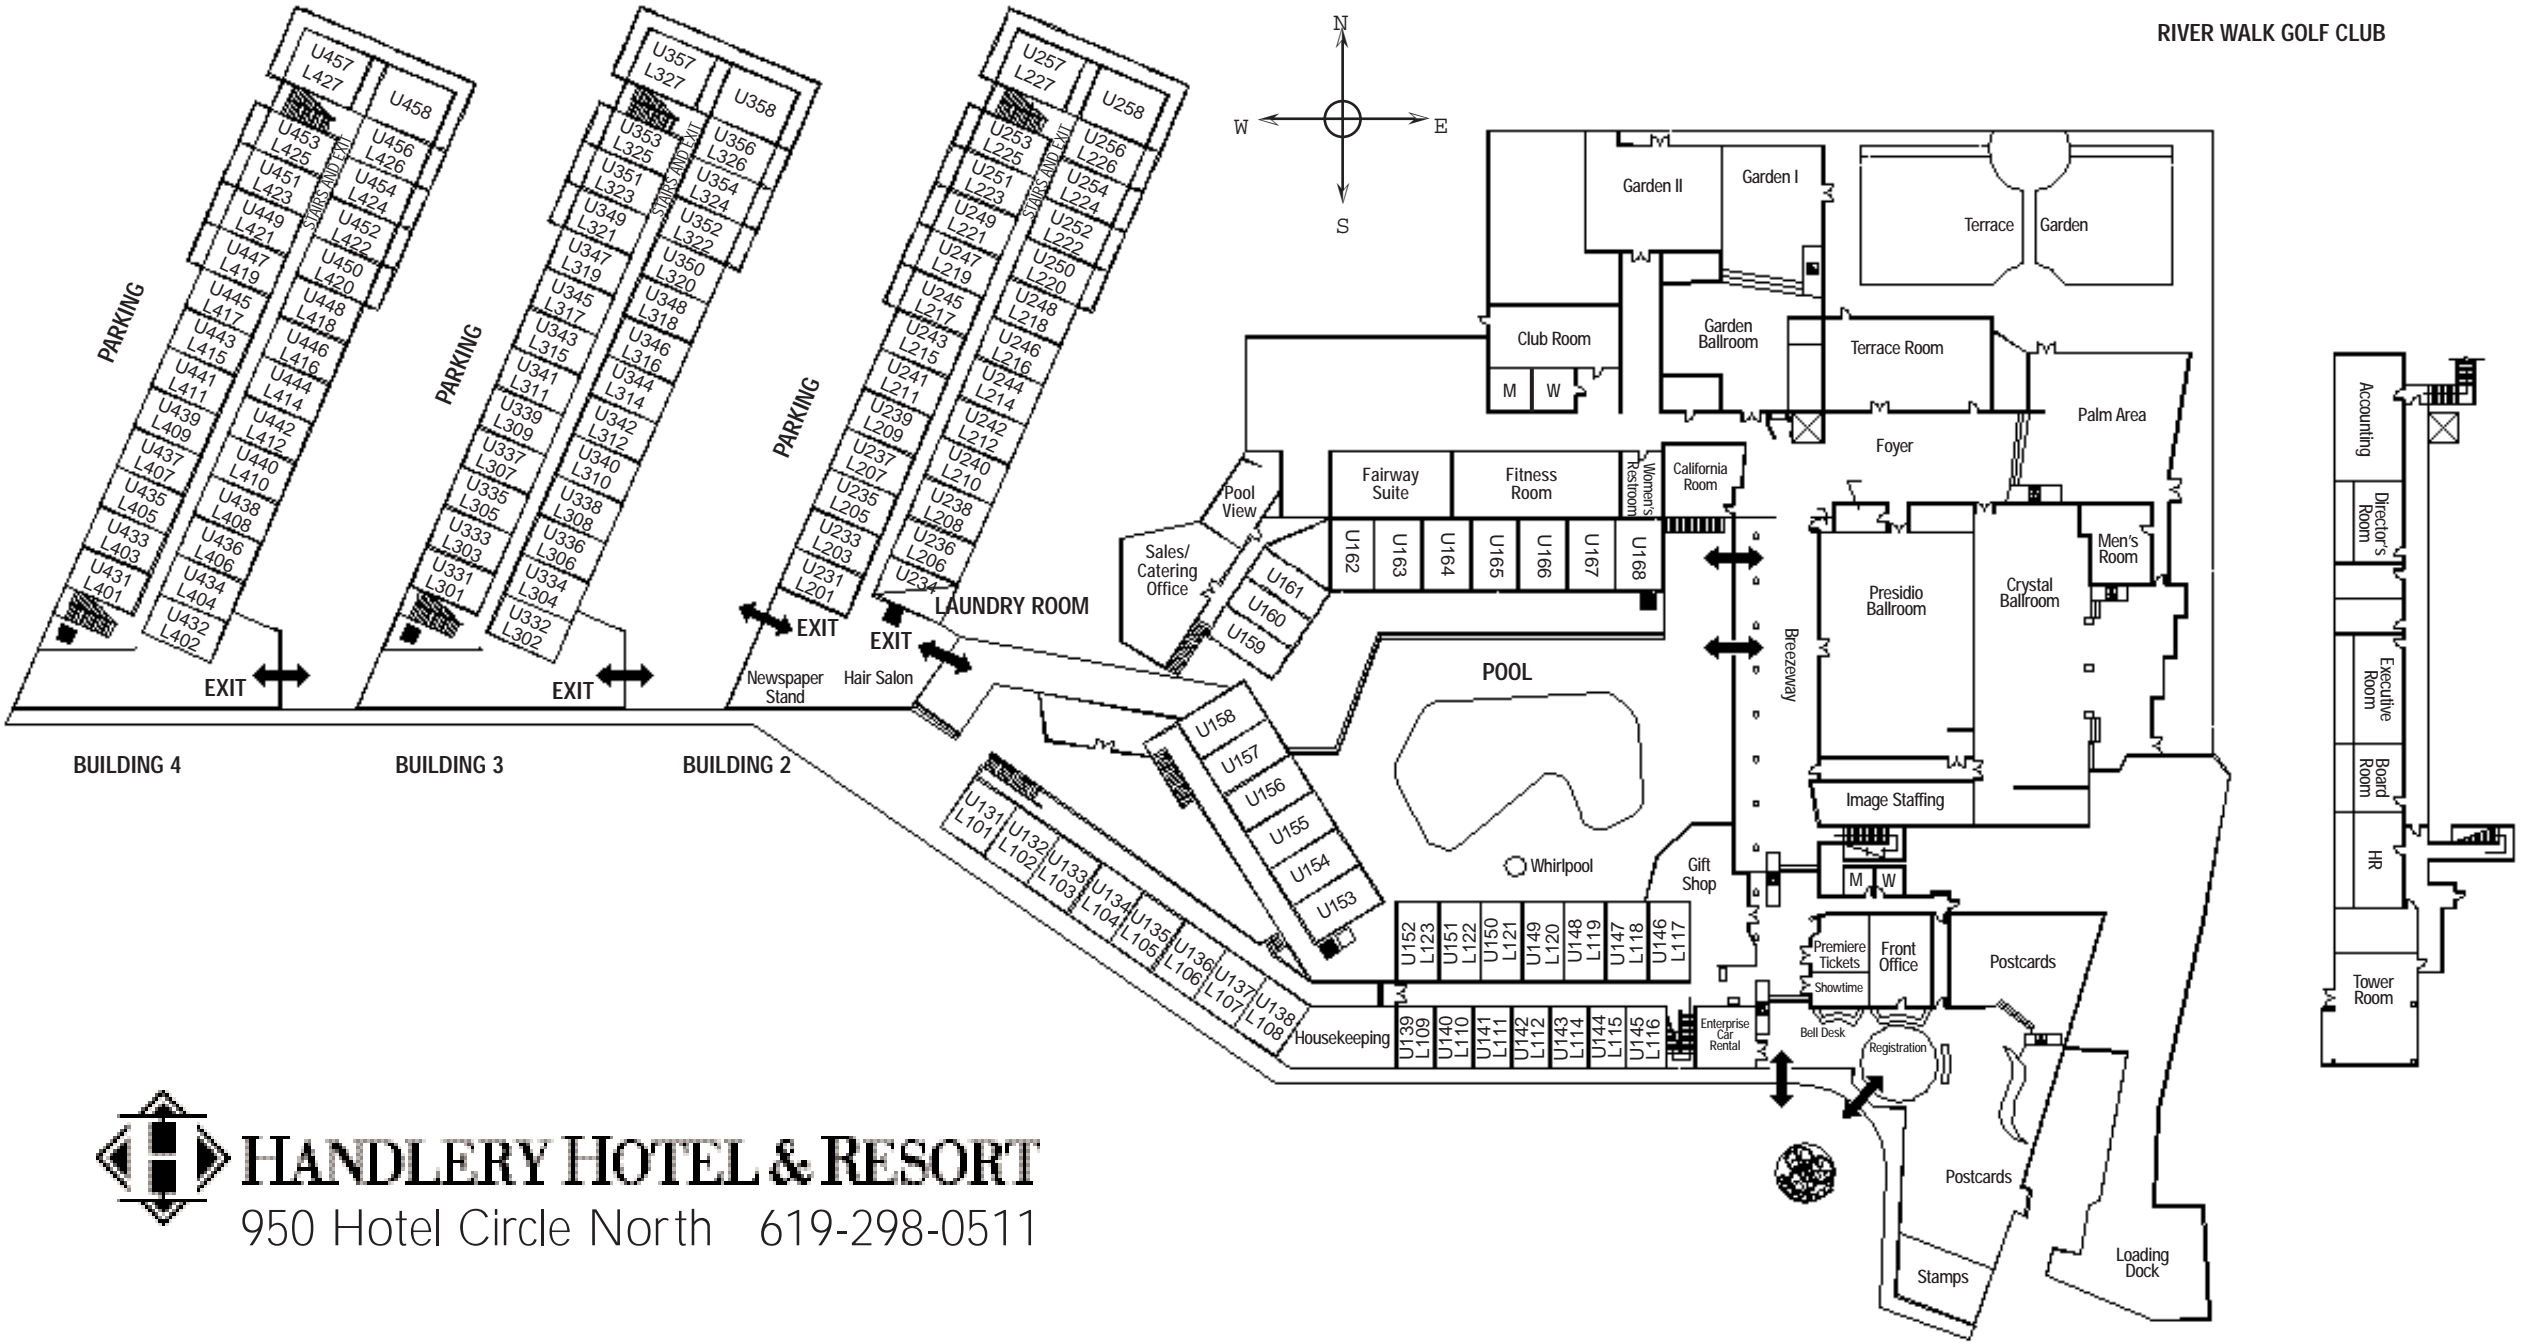 RIVER WALK GOLF CLUB
N
W
E
S
U457
L427
U458
U453
L425
U456
L426
U451
L423
U454
L424
U449
L421
U452
L422
U447
L419
U450
L420
U445
L417
U448
L418
U443
L415
U446
L416
U441
L411
U444
L414
U439
L409
U442
L412
U437
L407
U440
L410
U435
L405
U438
L408
U433
L403
U436
L406
U431
L401
U434
L404
U432
L402
STAIRS AND EXIT
PARKING
EXIT
BUILDING 4
U357
L327
U358
U353
L325
U356
L326
U351
L323
U354
L324
U349
L321
U352
L322
U347
L319
U350
L320
U345
L317
U348
L318
U343
L315
U346
L316
U341
L311
U344
L314
U339
L309
U342
L312
U337
L307
U340
L310
U335
L305
U338
L308
U333
L303
U336
L306
U331
L301
U334
L304
U332
L302
STAIRS AND EXIT
PARKING
EXIT
BUILDING 3
U257
L227
U258
U253
L225
U256
L226
U251
L223
U254
L224
U249
L221
U252
L222
U247
L219
U250
L220
U245
L217
U248
L218
U243
L215
U246
L216
U241
L211
U244
L214
U239
L209
U242
L212
U237
L207
U240
L210
U235
L205
U238
L208
U233
L203
U236
L206
U231
L201
U234
STAIRS AND EXIT
PARKING
LAUNDRY ROOM
EXIT
EXIT
Newspaper
Stand
Hair Salon
BUILDING 2
Garden II
Garden I
Terrace
Garden
Club Room
M
W
Garden
Ballroom
Terrace Room
Palm Area
Foyer
Pool
View
Fairway
Suite
Fitness
Room
Women's
Restroom
California
Room
Sales/
Catering
Office
U162
U163
U164
U165
U166
U167
U168
U161
U160
U159
Men's
Room
Presidio
Ballroom
Crystal
Ballroom
Breezeway
POOL
Whirlpool
U158
U157
U156
U155
U154
U153
Image Staffing
Gift
Shop
M
W
U131
L101
U132
L102
U133
L103
U134
L104
U135
L105
U136
L106
U137
L107
U138
L108
U152
L123
U151
L122
U150
L121
U149
L120
U148
L119
U147
L118
U146
L117
Housekeeping
U139
L109
U140
L110
U141
L111
U142
L112
U143
L114
U144
L115
U145
L116
Enterprise
Car
Rental
Premiere
Tickets
Showtime
Front
Office
Postcards
Bell Desk
Registration
Postcards
Stamps
Loading
Dock
Accounting
Director's
Room
Executive
Room
Board
Room
HR
Tower
Room
H
HANDLERY HOTEL & RESORT
950 Hotel Circle North 619-298-0511